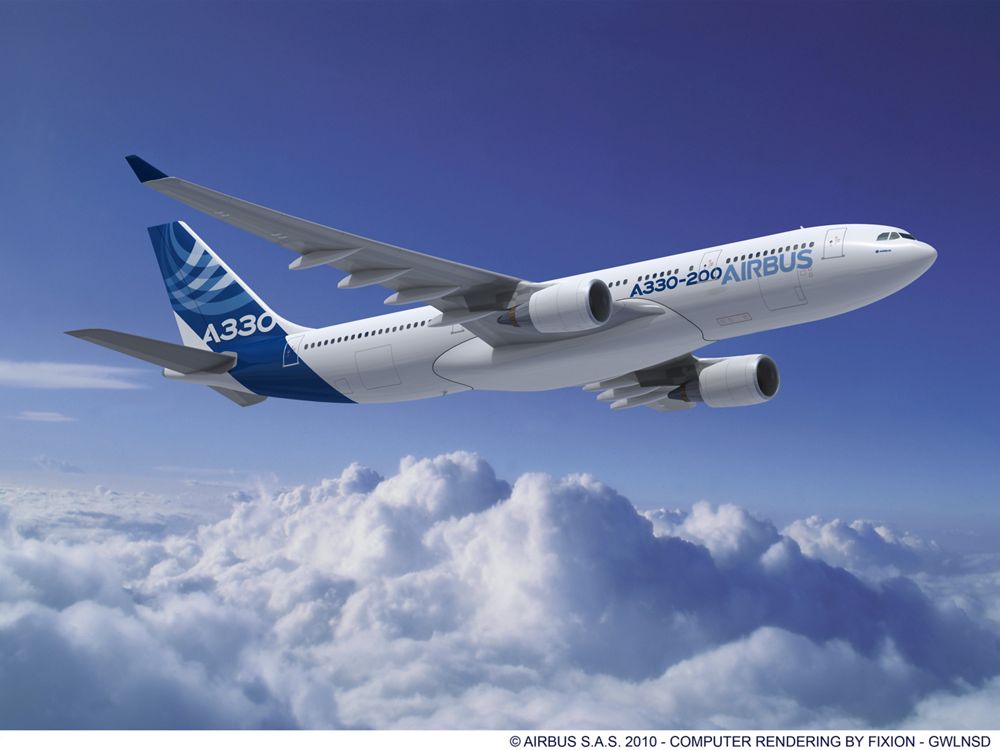 A330-200 AIRBUS
A330
© AIRBUS S.A.S. 2010 - COMPUTER RENDERING BY FIXION - GWLNSD